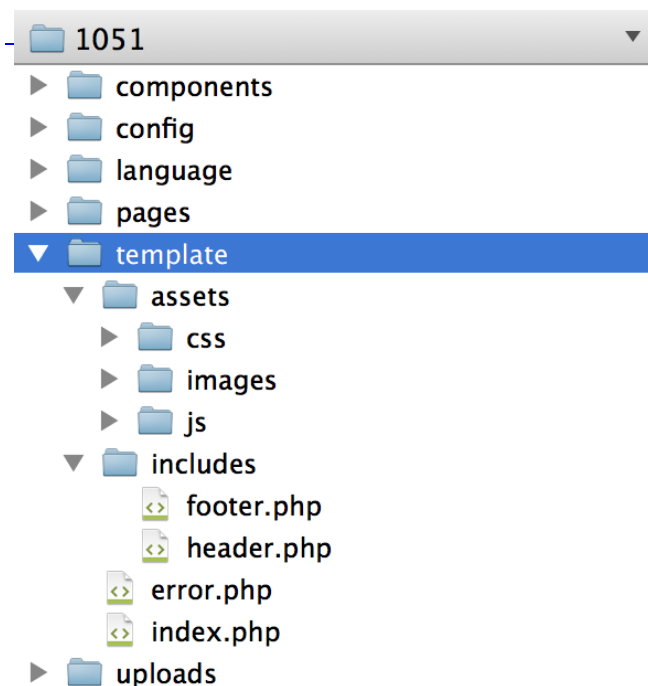 1051
components
config
language
pages
template
assets
css
images
js
includes
footer.php
header.php
error.php
index.php
uploads